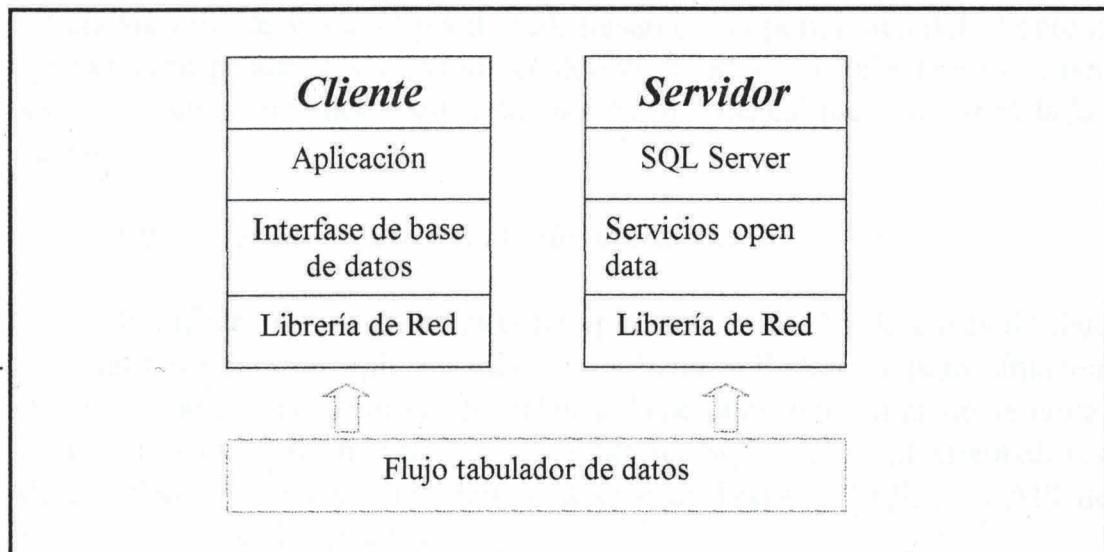 Cliente
Aplicación
Interfase de base
de datos
Librería de Red
Servidor
SQL Server
Servicios open
data
Librería de Red
Flujo tabulador de datos